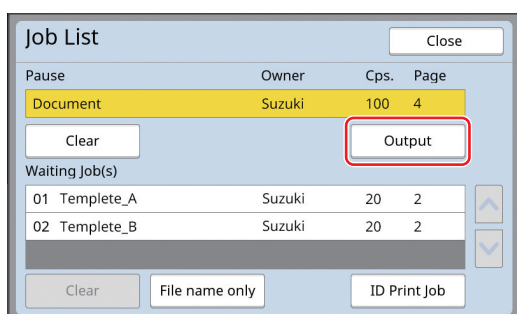 Job List Close
Pause Owner Cps. Page
Document Suzuki 100 4
Clear Output
Waiting Job(s)
01 Templete_A Suzuki 20 2
02 Templete_B Suzuki 20 2
Clear File name only ID Print Job